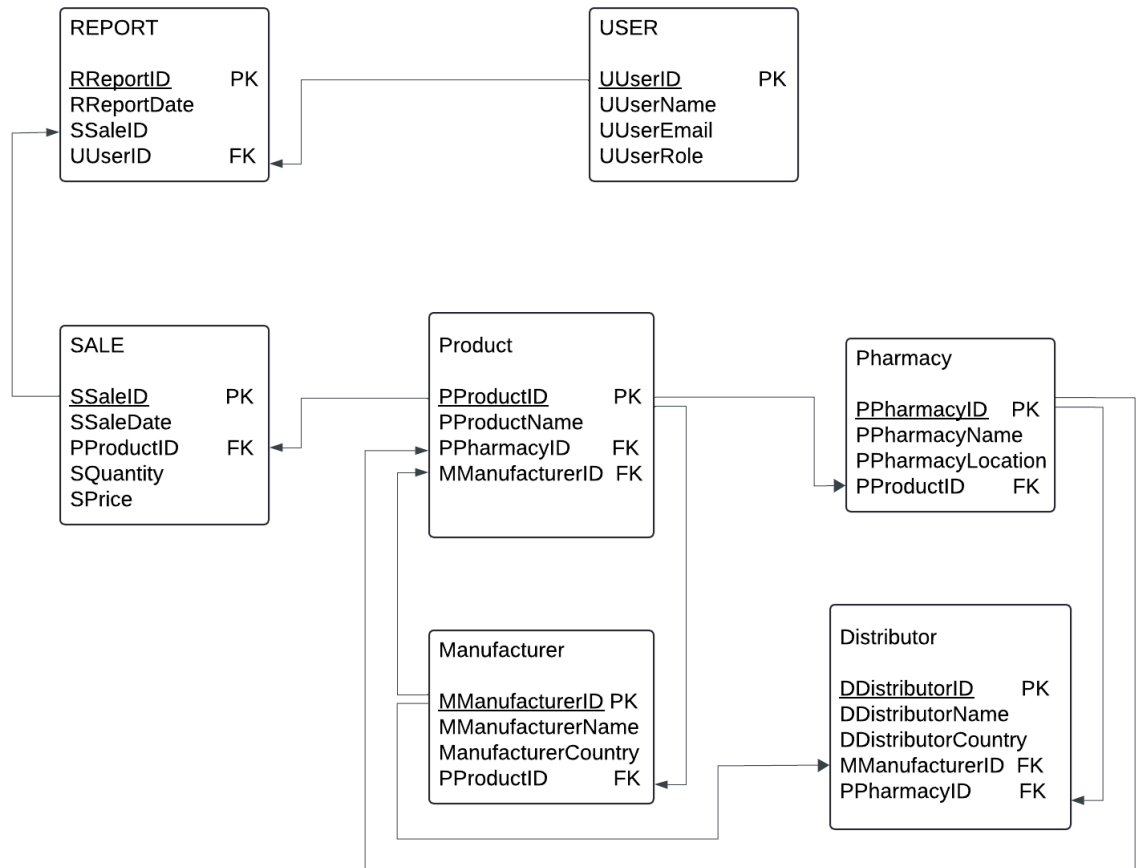 REPORT
RReportID PK
RReportDate
SSaleID
UUserID FK
USER
UUserID PK
UUserName
UUserEmail
UUserRole
SALE
SSaleID PK
SSaleDate
PProductID FK
SQuantity
SPrice
Product
PProductID PK
PProductName
PPharmacyID FK
MManufacturerID FK
Pharmacy
PPharmacyID PK
PPharmacyName
PPharmacyLocation
PProductID FK
Manufacturer
MManufacturerID PK
MManufacturerName
ManufacturerCountry
PProductID FK
Distributor
DDistributorID PK
DDistributorName
DDistributorCountry
MManufacturerID FK
PPharmacyID FK